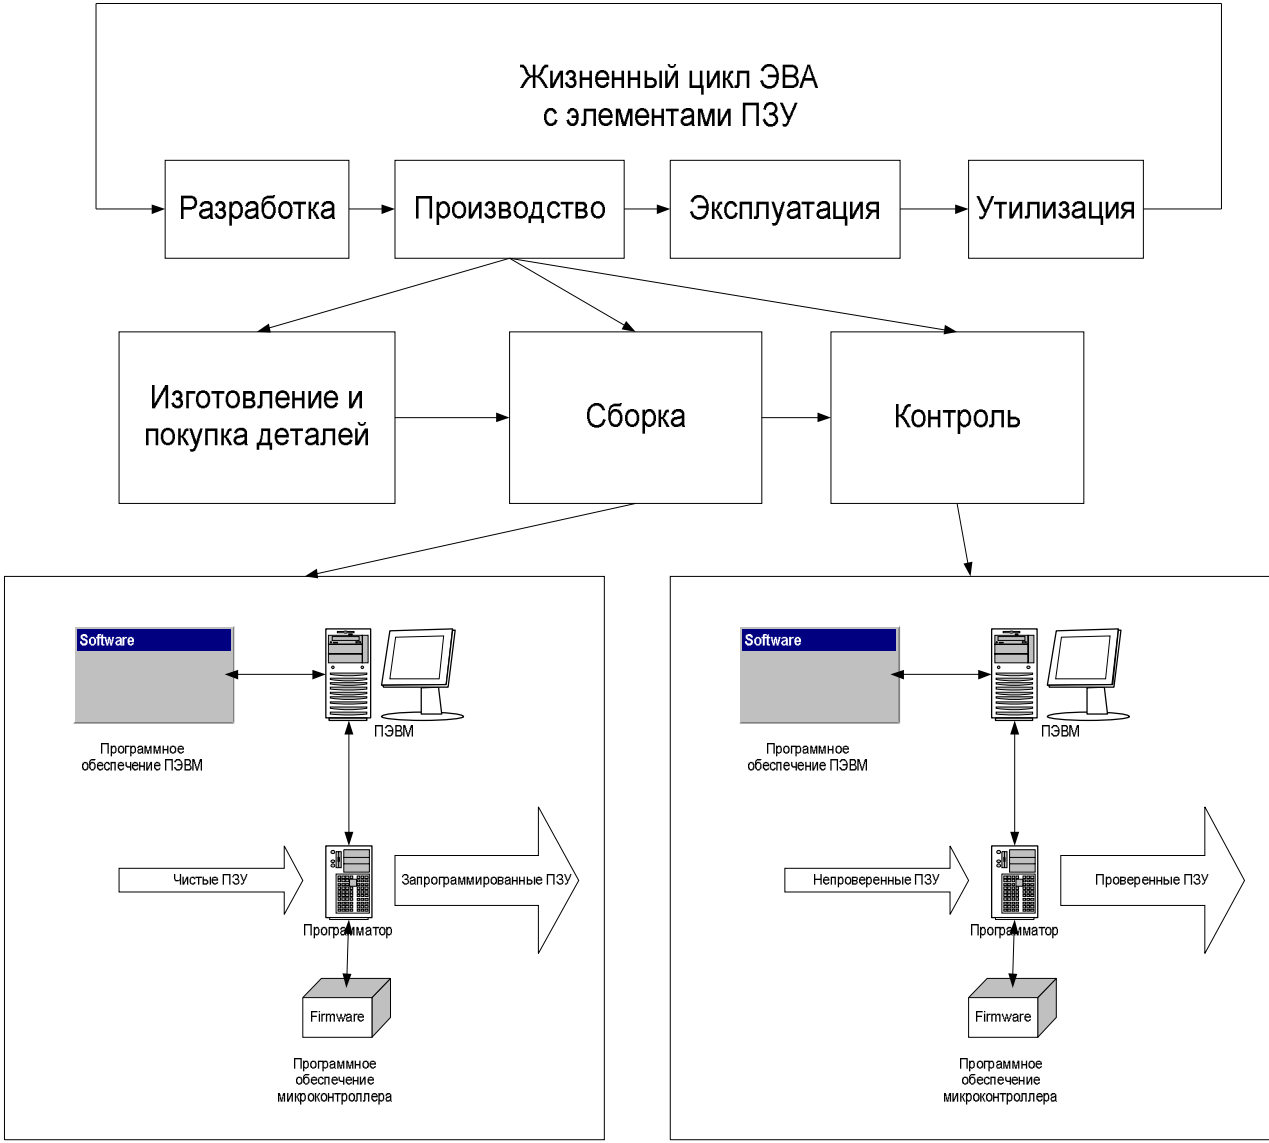 Жизненный цикл ЭВА
с элементами ПЗУ
Разработка
Производство
Эксплуатация
Утилизация
Изготовление и
покупка деталей
Сборка
Контроль
Software
ПЭВМ
Программное
обеспечение ПЭВМ
Чистые ПЗУ
Запрограммированные ПЗУ
Программатор
Firmware
Программное
обеспечение
микроконтроллера
Software
ПЭВМ
Программное
обеспечение ПЭВМ
Непроверенные ПЗУ
Проверенные ПЗУ
Программатор
Firmware
Программное
обеспечение
микроконтроллера